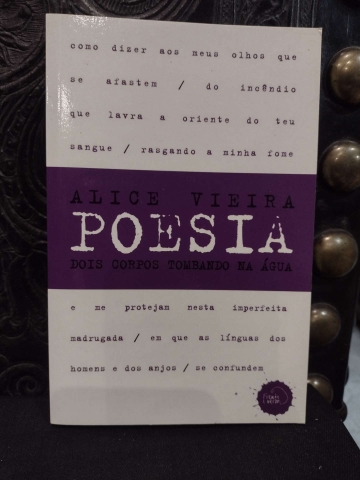 como dizer aos meus olhos que
se afastem / do incêndio
que lavra a oriente do teu
sangue / rasgando a minha fome
ALICE VIEIRA
POESIA
DOIS CORPOS TOMBANDO NA ÁGUA
e me protejam nesta imperfeita
madrugada / em que as línguas dos
homens e dos anjos / se confundem